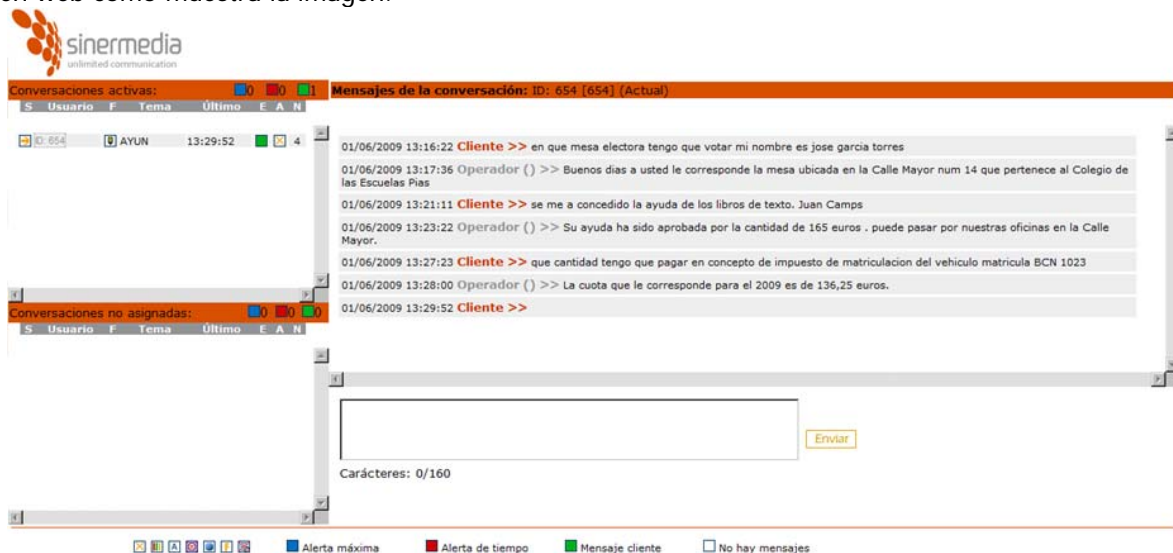 en web como muestra la imagen.
sinermedia
unlimited communication
Conversaciones activas: 0 0 1
S Usuario F Tema Último E A N
ID: 654 AYUN 13:29:52 4
Mensajes de la conversación: ID: 654 [654] (Actual)
01/06/2009 13:16:22 Cliente >> en que mesa electora tengo que votar mi nombre es jose garcia torres
01/06/2009 13:17:36 Operador () >> Buenos dias a usted le corresponde la mesa ubicada en la Calle Mayor num 14 que pertenece al Colegio de
las Escuelas Pias
01/06/2009 13:21:11 Cliente >> se me a concedido la ayuda de los libros de texto. Juan Camps
01/06/2009 13:23:22 Operador () >> Su ayuda ha sido aprobada por la cantidad de 165 euros . puede pasar por nuestras oficinas en la Calle
Mayor.
01/06/2009 13:27:23 Cliente >> que cantidad tengo que pagar en concepto de impuesto de matriculacion del vehiculo matricula BCN 1023
01/06/2009 13:28:00 Operador () >> La cuota que le corresponde para el 2009 es de 136,25 euros.
01/06/2009 13:29:52 Cliente >>
Conversaciones no asignadas: 0 0 0
S Usuario F Tema Último E A N
Enviar
Carácteres: 0/160
A
Alerta máxima Alerta de tiempo Mensaje cliente No hay mensajes